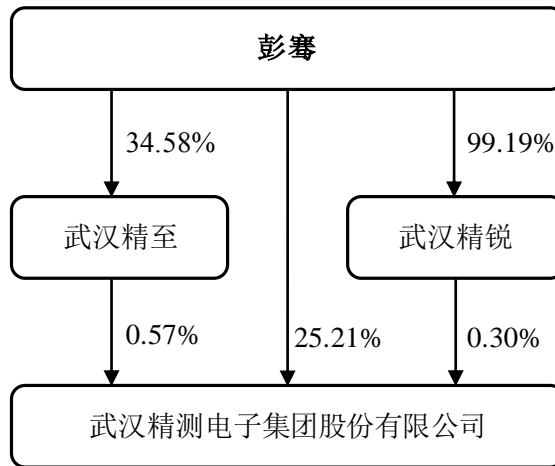 彭骞
34.58%
99.19%
武汉精至
武汉精锐
0.57%
25.21%
0.30%
武汉精测电子集团股份有限公司